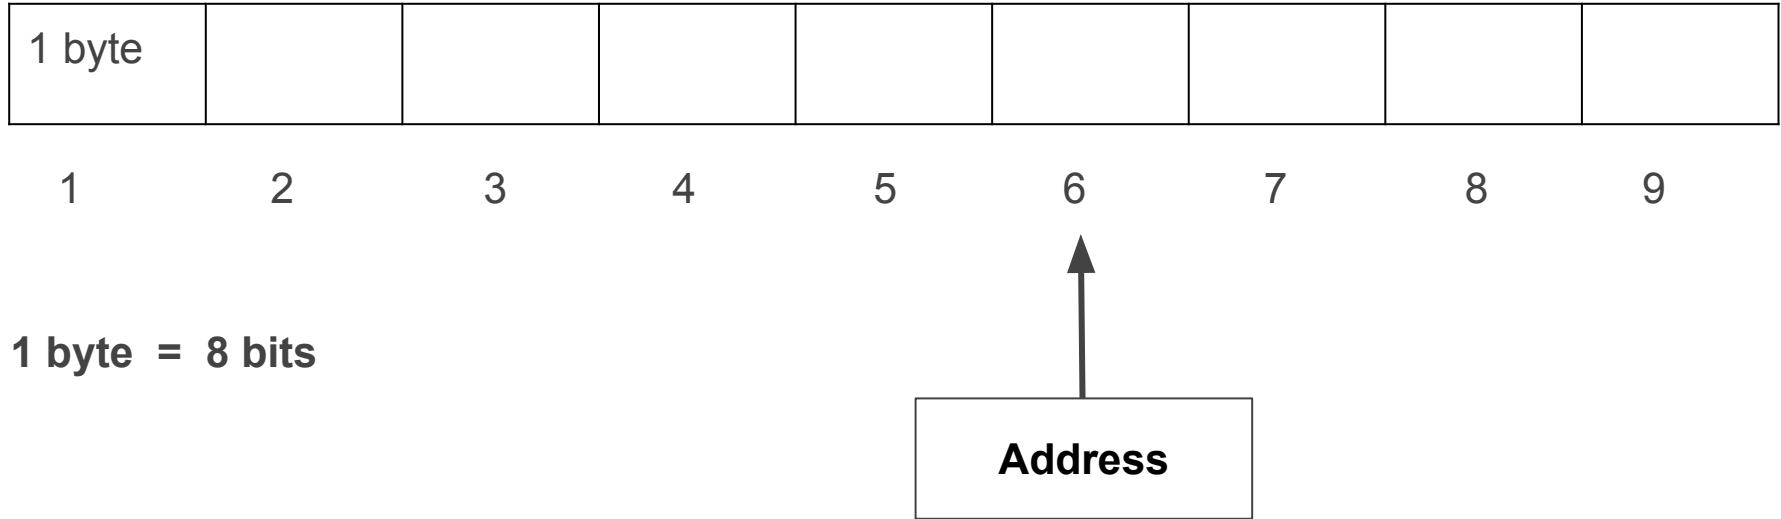 1 byte
1 2 3 4 5 6 7 8 9
1 byte = 8 bits
Address